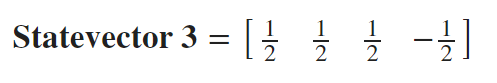 Statevector 3 = [ 1/2 1/2 1/2 −1/2 ]